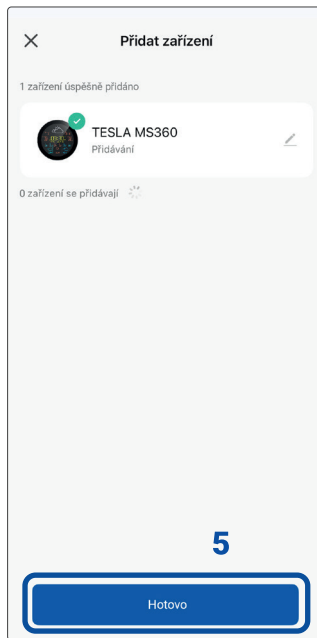 Přidat zařízení
1 zařízení úspěšně přidáno
TESLA MS360
Přidávání
0 zařízení se přidávají
5
Hotovo